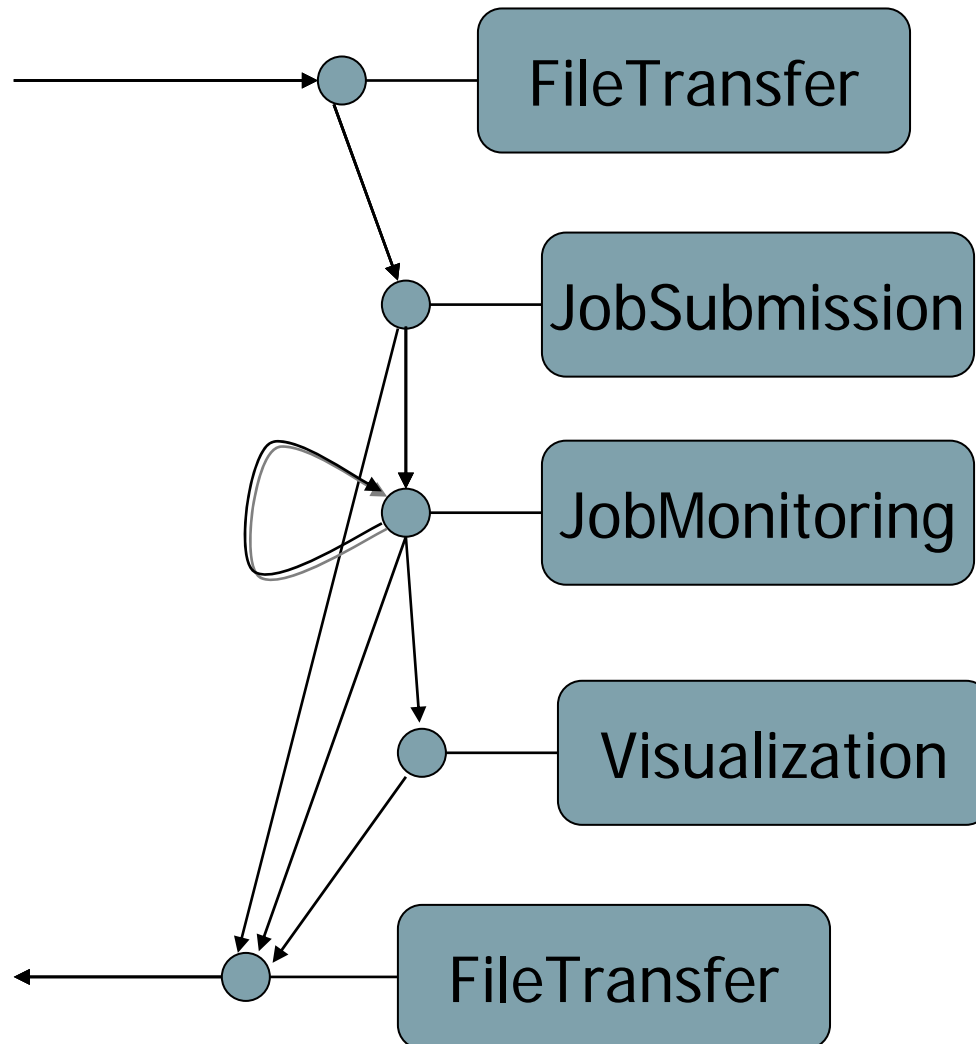 FileTransfer
JobSubmission
JobMonitoring
Visualization
FileTransfer